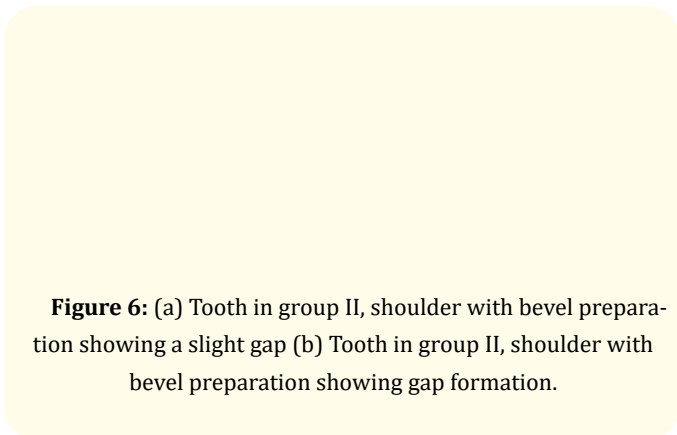 Figure 6: (a) Tooth in group II, shoulder with bevel prepara-
tion showing a slight gap (b) Tooth in group II, shoulder with
bevel preparation showing gap formation.